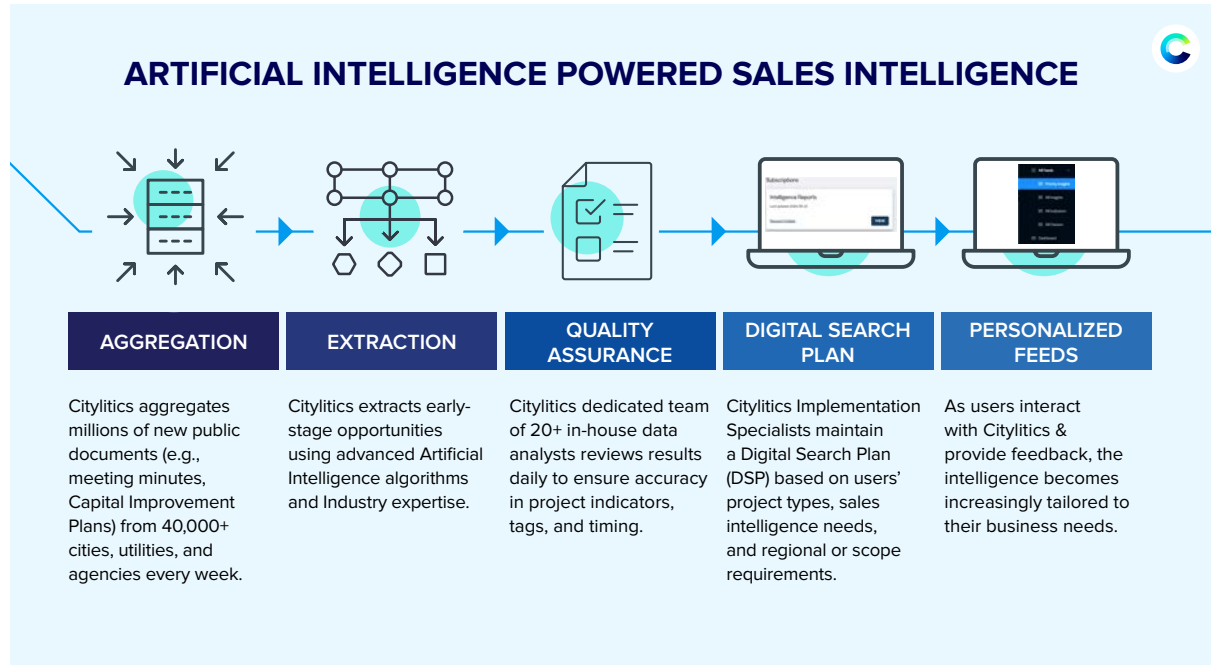 ARTIFICIAL INTELLIGENCE POWERED SALES INTELLIGENCE
Subscriptions
Intelligence Reports
AGGREGATION
Citylitics aggregates
millions of new public
documents (e.g.,
meeting minutes,
Capital Improvement
Plans) from 40,000+
cities, utilities, and
agencies every week.
EXTRACTION
Citylitics extracts early-
stage opportunities
using advanced Artificial
Intelligence algorithms
and Industry expertise.
QUALITY
ASSURANCE
Citylitics dedicated team
of 20+ in-house data
analysts reviews results
daily to ensure accuracy
in project indicators,
tags, and timing.
DIGITAL SEARCH
PLAN
Citylitics Implementation
Specialists maintain
a Digital Search Plan
(DSP) based on users’
project types, sales
intelligence needs,
and regional or scope
requirements.
PERSONALIZED
FEEDS
As users interact
with Citylitics &
provide feedback, the
intelligence becomes
increasingly tailored to
their business needs.